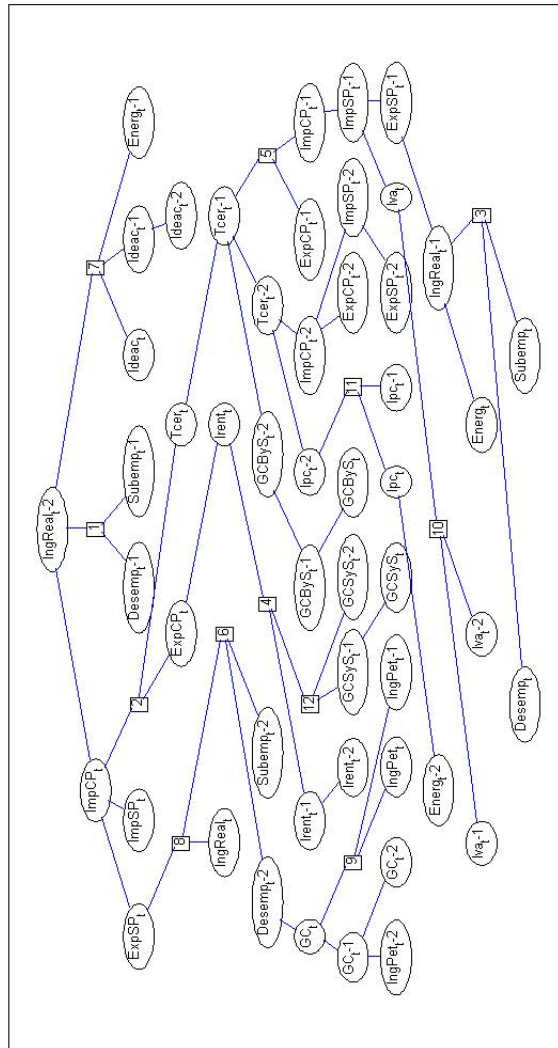 IngReal_t-2
ImpCP_t 1 7
ExpSP_t ImpSP_t 2 Desemp_t-1 Subemp_t-1 Ideac_t Ideac_t-1 Energ_t-1
8 ExpCP_t Tcer_t Ideac_t-2
IngReal_t 6 Irent_t Tcer_t-1
Desemp_t-2 Subemp_t-2 4 GCByS_t-2 Tcer_t-2 5
GC_t Irent_t-1 12 GCByS_t-1 Ipc_t-2 ImpCP_t-2 ExpCP_t-1 ImpCP_t-1
GC_t-1 9 Irent_t-2 GCSyS_t-1 GCSyS_t-2 GCByS_t 11 ExpCP_t-2 ImpSP_t-2 ImpSP_t-1
IngPet_t-2 GC_t-2 IngPet_t IngPet_t-1 GCSyS_t Ipc_t Ipc_t-1 ExpSP_t-2 Iva_t ExpSP_t-1
Energ_t-2 10 IngReal_t-1
Iva_t-1 Iva_t-2 Energ_t 3
Desemp_t Subemp_t